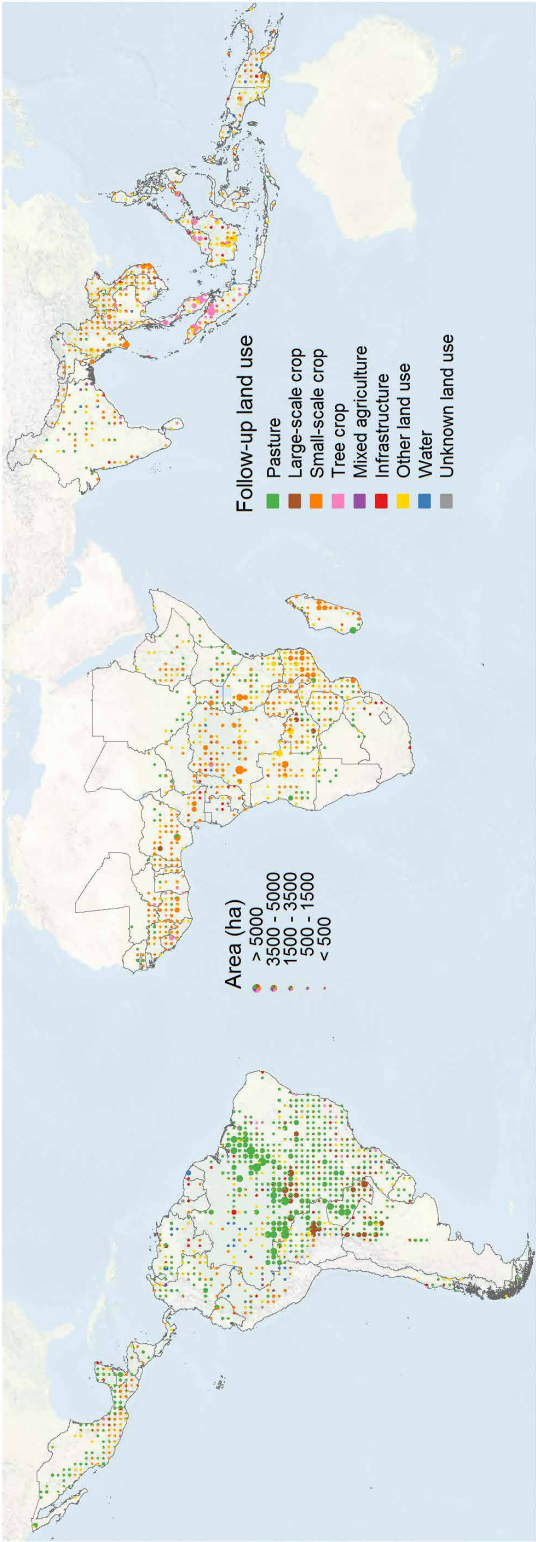 Area (ha)
> 5000
3500 - 5000
1500 - 3500
500 - 1500
< 500
Follow-up land use
Pasture
Large-scale crop
Small-scale crop
Tree crop
Mixed agriculture
Infrastructure
Other land use
Water
Unknown land use